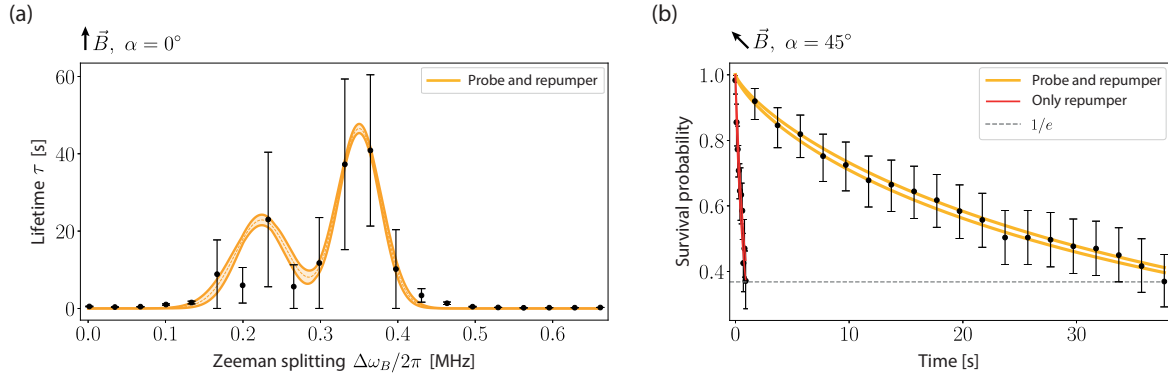 (a)
B⃗, α = 0°
Lifetime τ [s]
60
40
20
0
Probe and repumper
0.0 0.1 0.2 0.3 0.4 0.5 0.6
Zeeman splitting Δω_B/2π [MHz]
(b)
B⃗, α = 45°
Survival probability
1.0
0.8
0.6
0.4
Probe and repumper
Only repumper
1/e
0 10 20 30
Time [s]